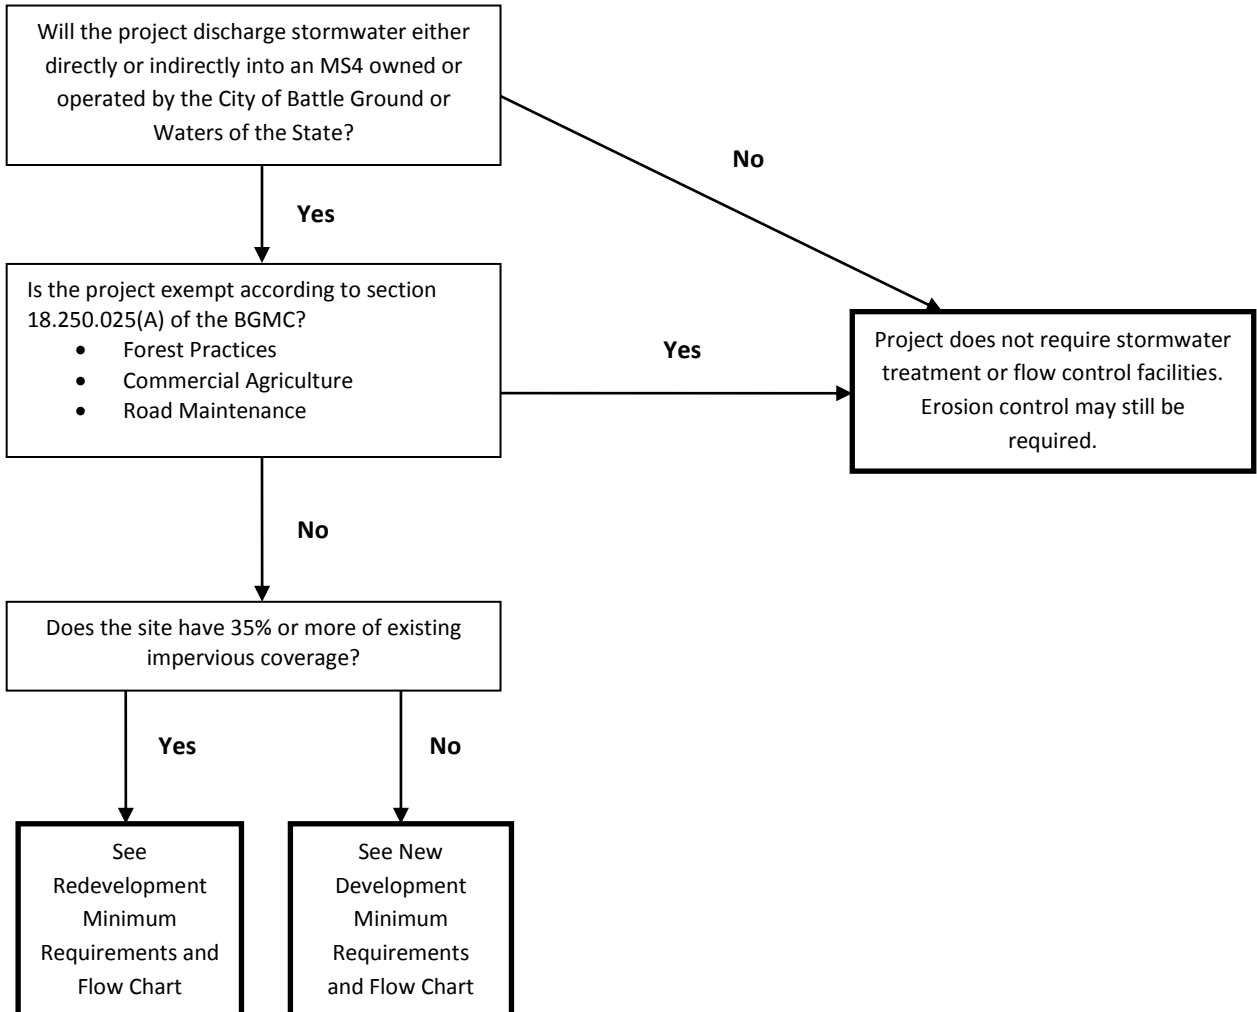 Will the project discharge stormwater either
directly or indirectly into an MS4 owned or
operated by the City of Battle Ground or
Waters of the State?
No
Yes
Is the project exempt according to section
18.250.025(A) of the BGMC?
• Forest Practices
• Commercial Agriculture
• Road Maintenance
Yes
Project does not require stormwater
treatment or flow control facilities.
Erosion control may still be
required.
No
Does the site have 35% or more of existing
impervious coverage?
Yes
No
See
Redevelopment
Minimum
Requirements and
Flow Chart
See New
Development
Minimum
Requirements
and Flow Chart